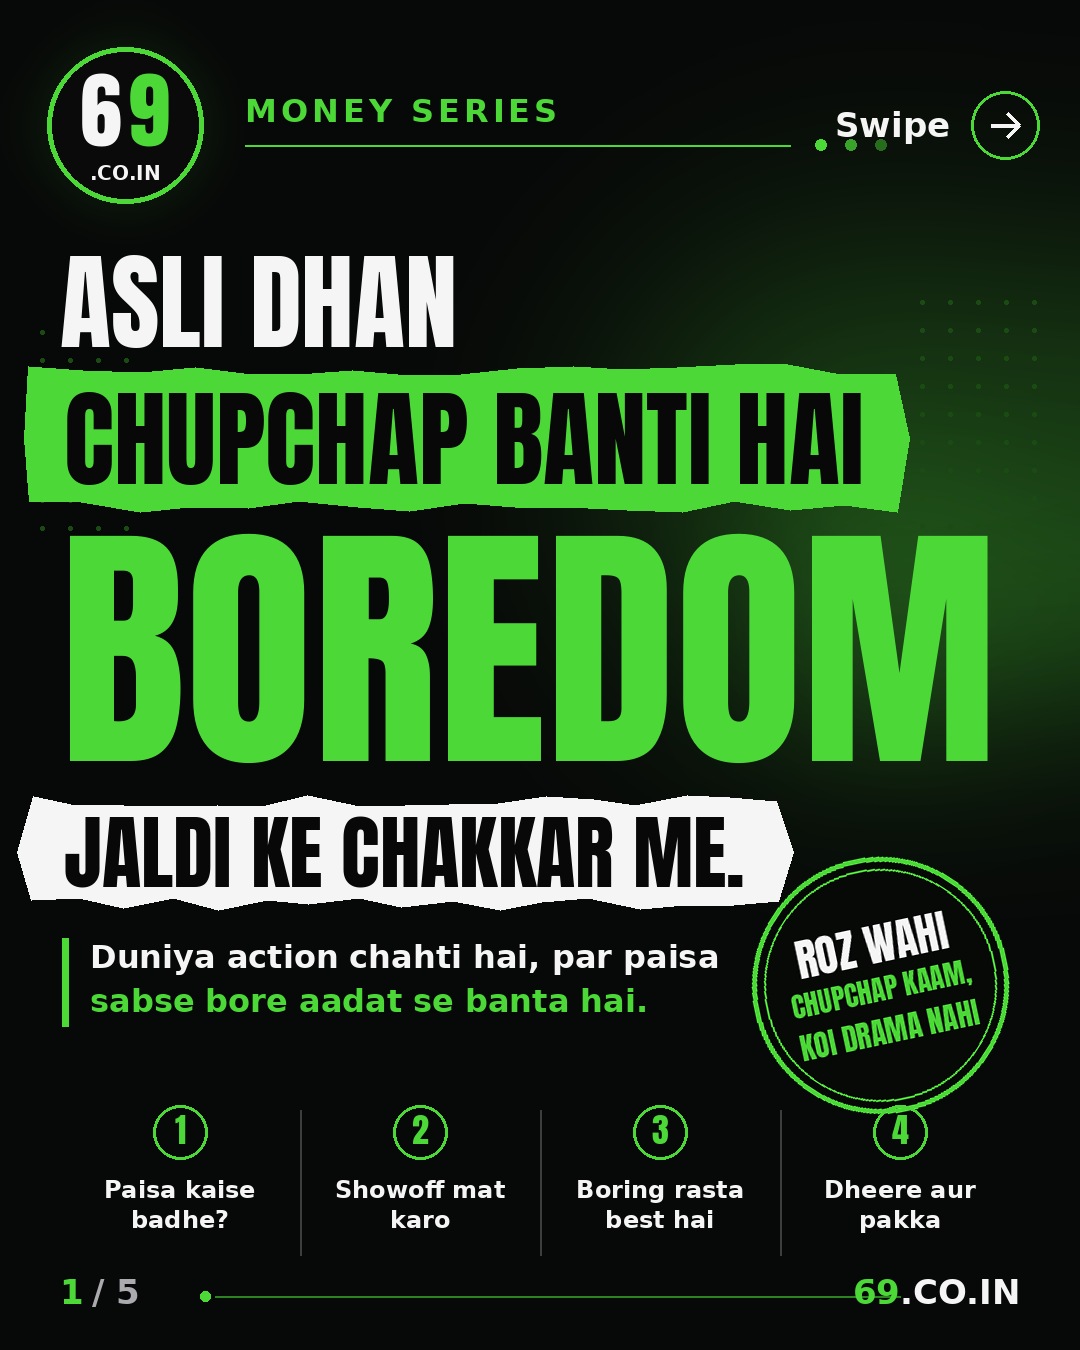 69
.CO.IN
MONEY SERIES
Swipe
ASLI DHAN
CHUPCHAP BANTI HAI
BOREDOM
JALDI KE CHAKKAR ME.
Duniya action chahti hai, par paisa
sabse bore aadat se banta hai.
ROZ WAHI
CHUPCHAP KAAM,
KOI DRAMA NAHI
1
Paisa kaise
badhe?
2
Showoff mat
karo
3
Boring rasta
best hai
4
Dheere aur
pakka
1 / 5
69.CO.IN